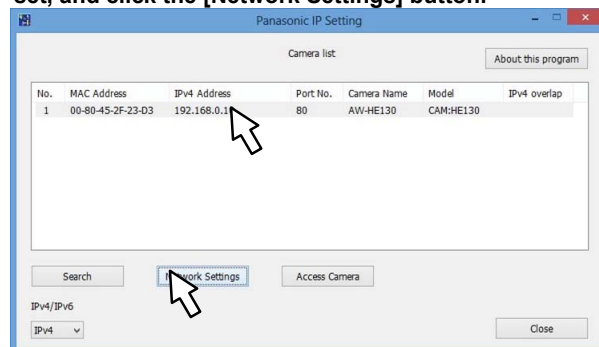 set, and click the [Network Settings] button.
Panasonic IP Setting
Camera list
About this program
No. MAC Address IPv4 Address Port No. Camera Name Model IPv4 overlap
1 00-80-45-2F-23-D3 80 AW-HE130 CAM:HE130
Search Network Settings Access Camera
IPv4/IPv6
IPv4
Close